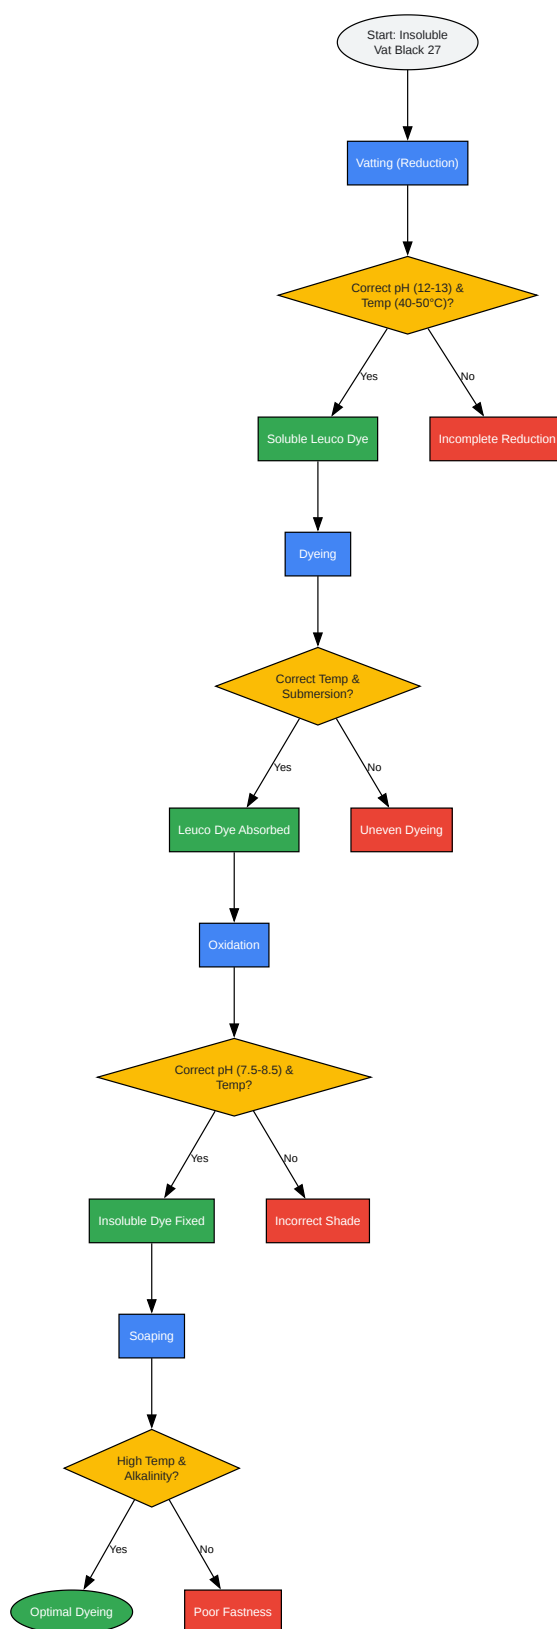 Start: Insoluble
Vat Black 27
Vatting (Reduction)
Correct pH (12-13) &
Temp (40-50°C)?
Yes
No
Soluble Leuco Dye
Incomplete Reduction
Dyeing
Correct Temp &
Submersion?
Yes
No
Leuco Dye Absorbed
Uneven Dyeing
Oxidation
Correct pH (7.5-8.5) &
Temp?
Yes
No
Insoluble Dye Fixed
Incorrect Shade
Soaping
High Temp &
Alkalinity?
Yes
No
Optimal Dyeing
Poor Fastness